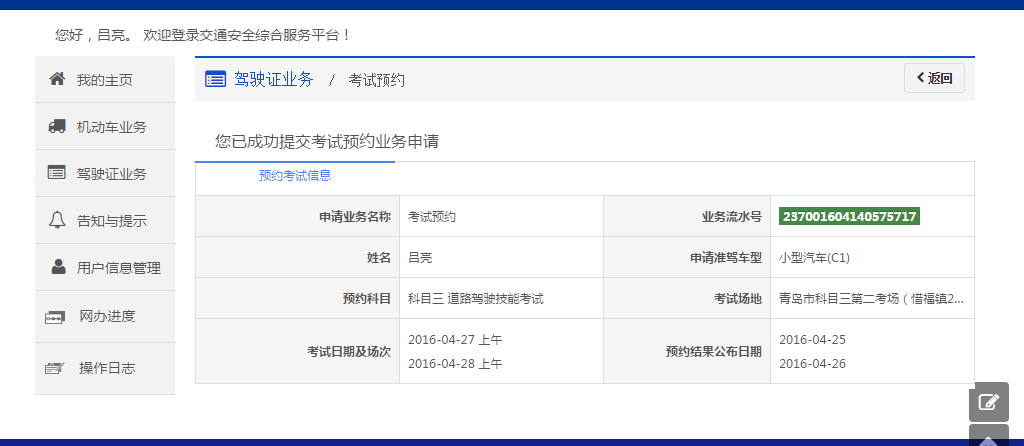 您好，吕亮。 欢迎登录交通安全综合服务平台！
我的主页
机动车业务
驾驶证业务
告知与提示
用户信息管理
网办进度
操作日志
驾驶证业务 / 考试预约
返回
您已成功提交考试预约业务申请
预约考试信息
申请业务名称 考试预约 业务流水号 237001604140575717
姓名 吕亮 申请准驾车型 小型汽车(C1)
预约科目 科目三 道路驾驶技能考试 考试场地 青岛市科目三第二考场（惜福镇2...
考试日期及场次 2016-04-27 上午 预约结果公布日期 2016-04-25
2016-04-28 上午 2016-04-26